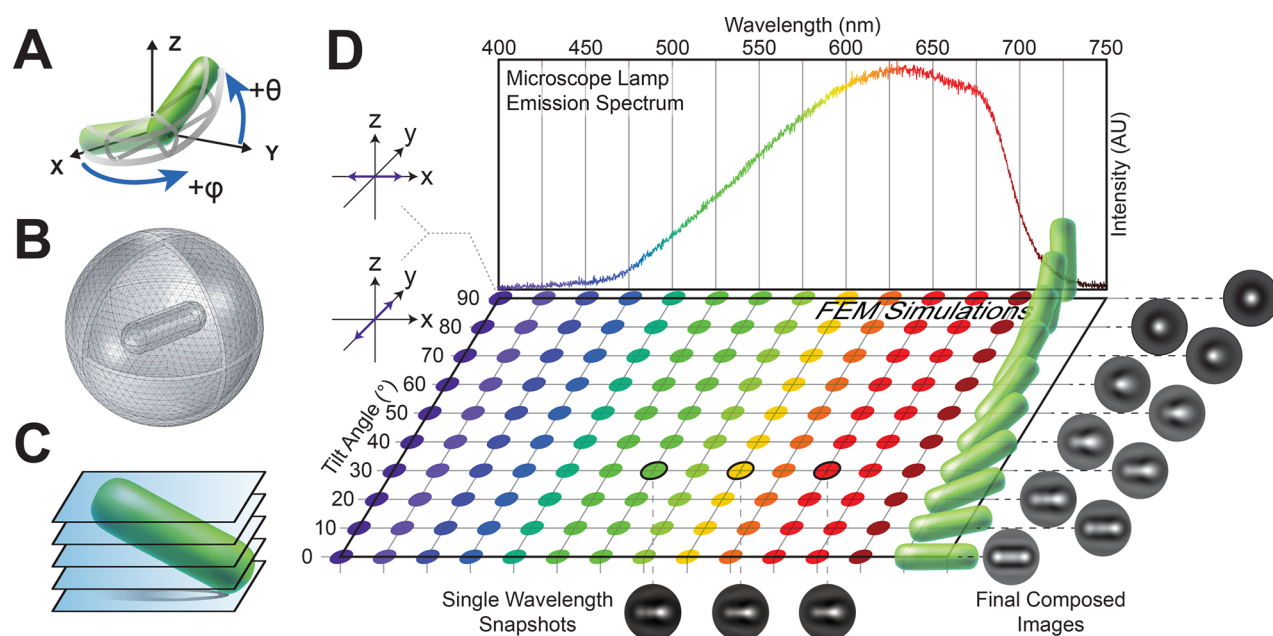 A
Z
+θ
X
Y
+φ
B
C
D
Wavelength (nm)
400 450 500 550 600 650 700 750
Microscope Lamp
Emission Spectrum
Intensity (AU)
z
y
x
z
y
x
FEM Simulations
Tilt Angle (°)
90
80
70
60
50
40
30
20
10
0
Single Wavelength
Snapshots
Final Composed
Images